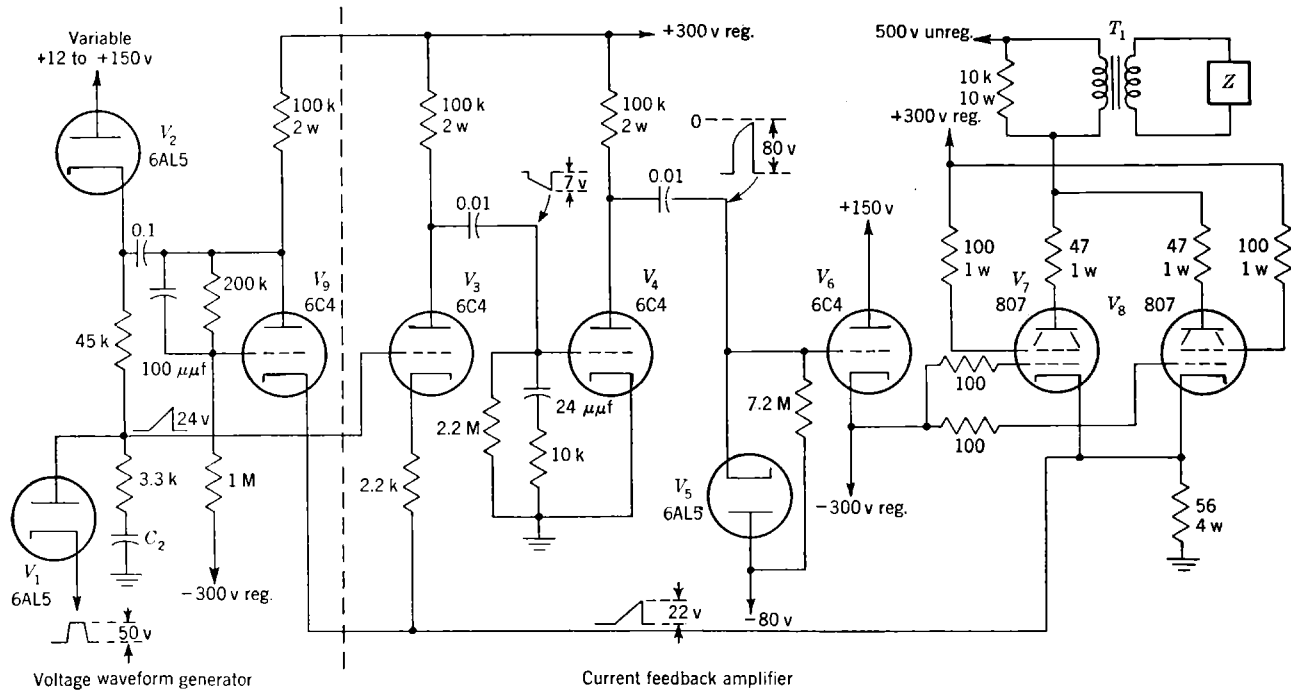 Variable
+12 to +150 v
V₂
6AL5
0.1
45 k
100 μμf
200 k
24 v
3.3 k
C₂
1 M
V₁
6AL5
50 v
−300 v reg.
Voltage waveform generator
100 k
2 w
V₉
6C4
100 k
2 w
0.01
7 v
V₃
6C4
2.2 M
24 μμf
10 k
2.2 k
100 k
2 w
+300 v reg.
V₄
6C4
0.01
0
80 v
22 v
Current feedback amplifier
+150 v
V₆
6C4
7.2 M
V₅
6AL5
−80 v
−300 v reg.
500 v unreg.
T₁
Z
10 k
10 w
+300 v reg.
100
1 w
47
1 w
47
1 w
100
1 w
V₇
807
V₈
807
100
100
56
4 w